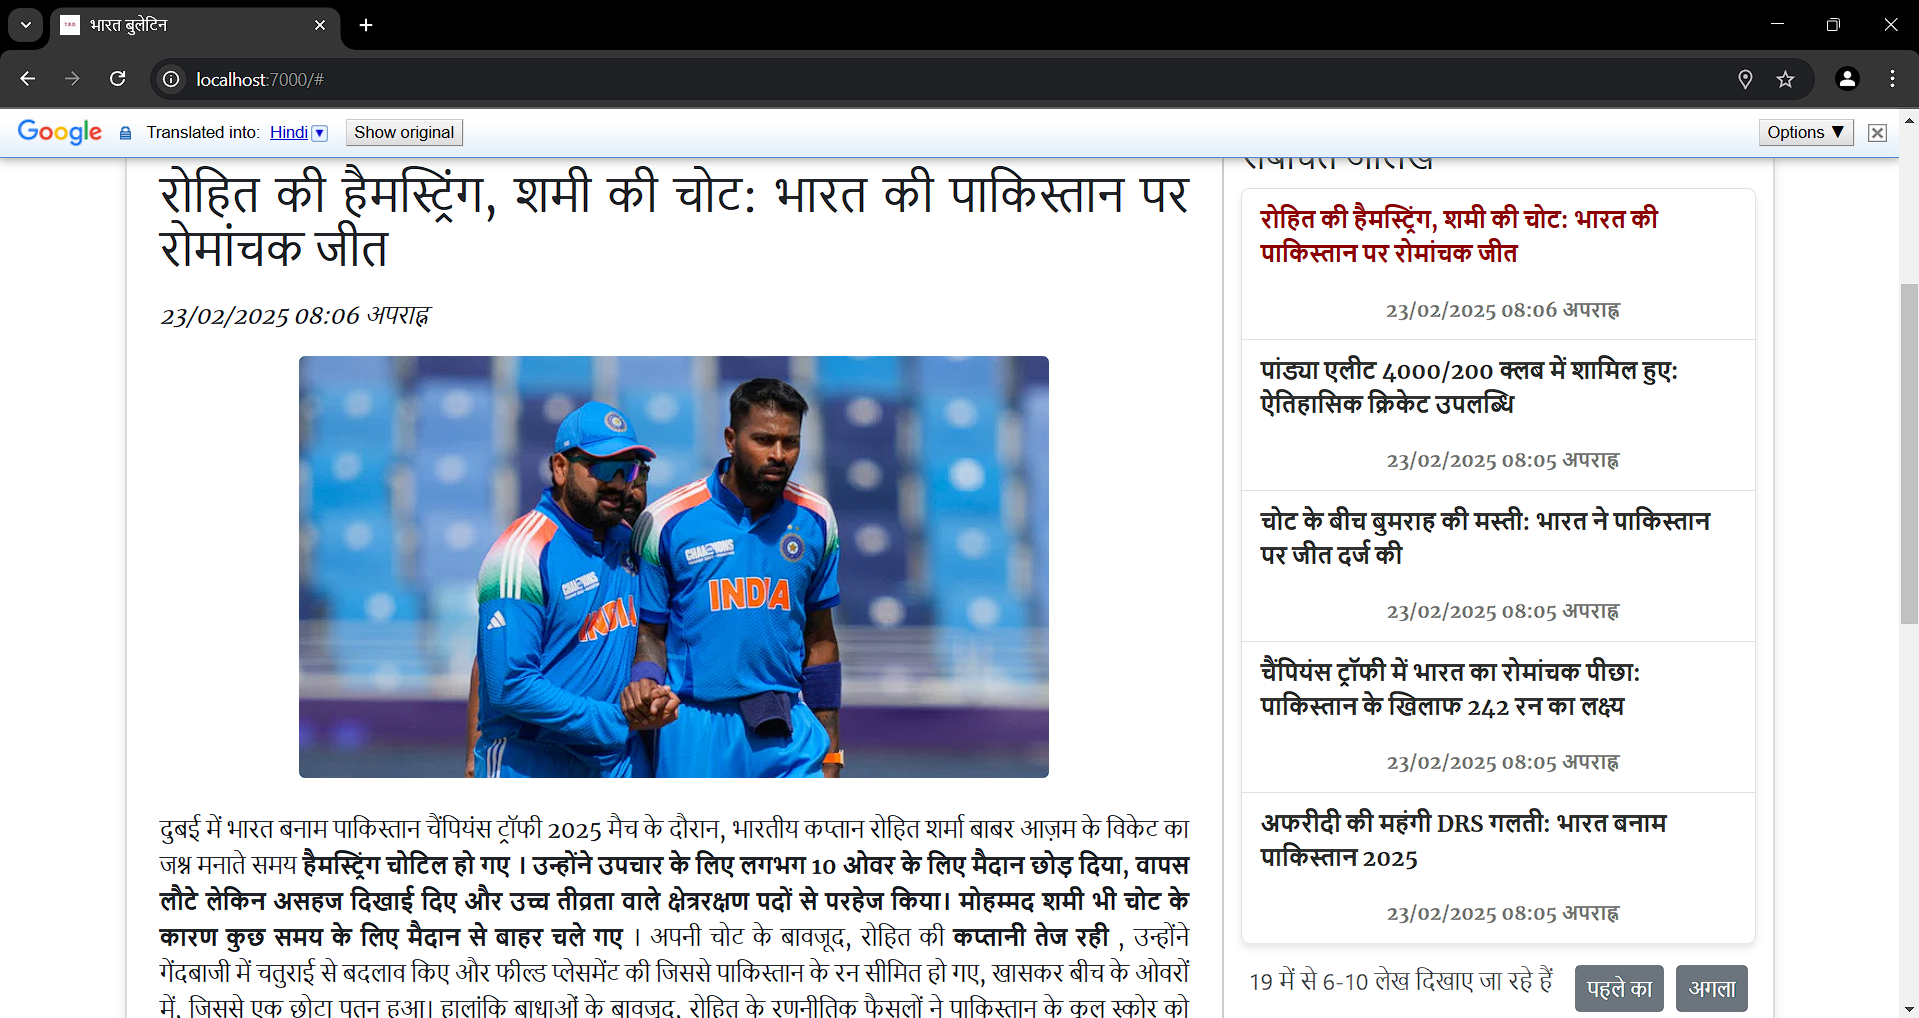 भारत बुलेटिन
localhost:7000/#
Google Translated into: Hindi Show original Options ▼
रोहित की हैमस्ट्रिंग, शमी की चोट: भारत की पाकिस्तान पर
रोमांचक जीत
23/02/2025 08:06 अपराह्न
CHAMPIONS
INDIA
CHAMPIONS
INDIA
दुबई में भारत बनाम पाकिस्तान चैंपियंस ट्रॉफी 2025 मैच के दौरान, भारतीय कप्तान रोहित शर्मा बाबर आज़म के विकेट का
जश्न मनाते समय हैमस्ट्रिंग चोटिल हो गए । उन्होंने उपचार के लिए लगभग 10 ओवर के लिए मैदान छोड़ दिया, वापस
लौटे लेकिन असहज दिखाई दिए और उच्च तीव्रता वाले क्षेत्ररक्षण पदों से परहेज किया। मोहम्मद शमी भी चोट के
कारण कुछ समय के लिए मैदान से बाहर चले गए । अपनी चोट के बावजूद, रोहित की कप्तानी तेज रही , उन्होंने
गेंदबाजी में चतुराई से बदलाव किए और फील्ड प्लेसमेंट की जिससे पाकिस्तान के रन सीमित हो गए, खासकर बीच के ओवरों
में, जिससे एक छोटा पतन हुआ। हालांकि बाधाओं के बावजूद, रोहित के रणनीतिक फैसलों ने पाकिस्तान के कुल स्कोर को
संबंधित आलेख
रोहित की हैमस्ट्रिंग, शमी की चोट: भारत की
पाकिस्तान पर रोमांचक जीत
23/02/2025 08:06 अपराह्न
पांड्या एलीट 4000/200 क्लब में शामिल हुए:
ऐतिहासिक क्रिकेट उपलब्धि
23/02/2025 08:05 अपराह्न
चोट के बीच बुमराह की मस्ती: भारत ने पाकिस्तान
पर जीत दर्ज की
23/02/2025 08:05 अपराह्न
चैंपियंस ट्रॉफी में भारत का रोमांचक पीछा:
पाकिस्तान के खिलाफ 242 रन का लक्ष्य
23/02/2025 08:05 अपराह्न
अफरीदी की महंगी DRS गलती: भारत बनाम
पाकिस्तान 2025
23/02/2025 08:05 अपराह्न
19 में से 6-10 लेख दिखाए जा रहे हैं पहले का अगला